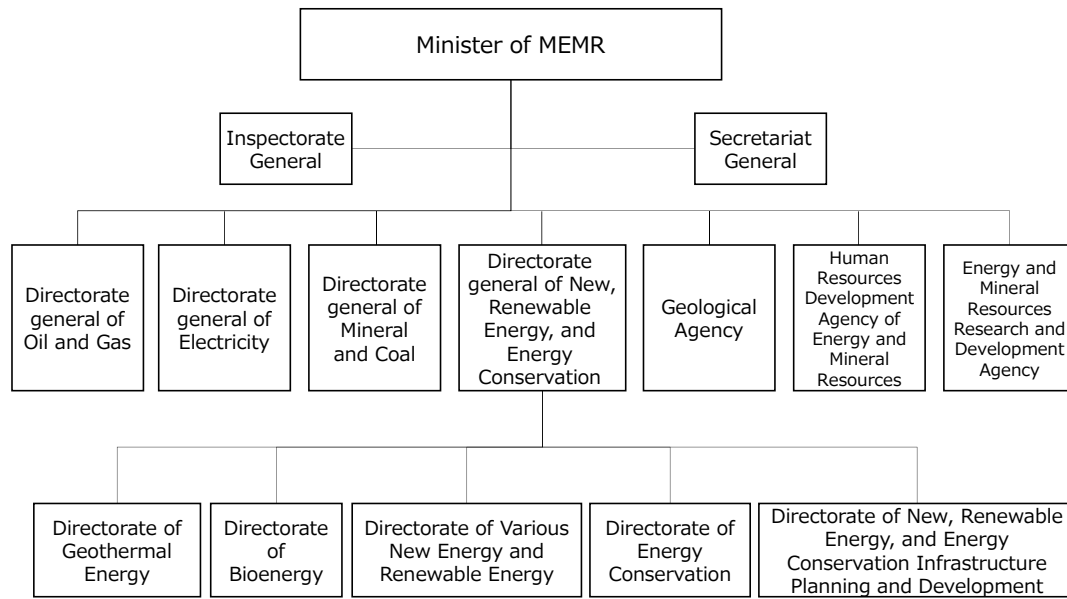 Minister of MEMR
Inspectorate
General
Secretariat
General
Directorate
general of
Oil and Gas
Directorate
general of
Electricity
Directorate
general of
Mineral
and Coal
Directorate
general of New,
Renewable
Energy, and
Energy
Conservation
Geological
Agency
Human
Resources
Development
Agency of
Energy and
Mineral
Resources
Energy and
Mineral
Resources
Research and
Development
Agency
Directorate of
Geothermal
Energy
Directorate
of
Bioenergy
Directorate of Various
New Energy and
Renewable Energy
Directorate of
Energy
Conservation
Directorate of New, Renewable
Energy, and Energy
Conservation Infrastructure
Planning and Development